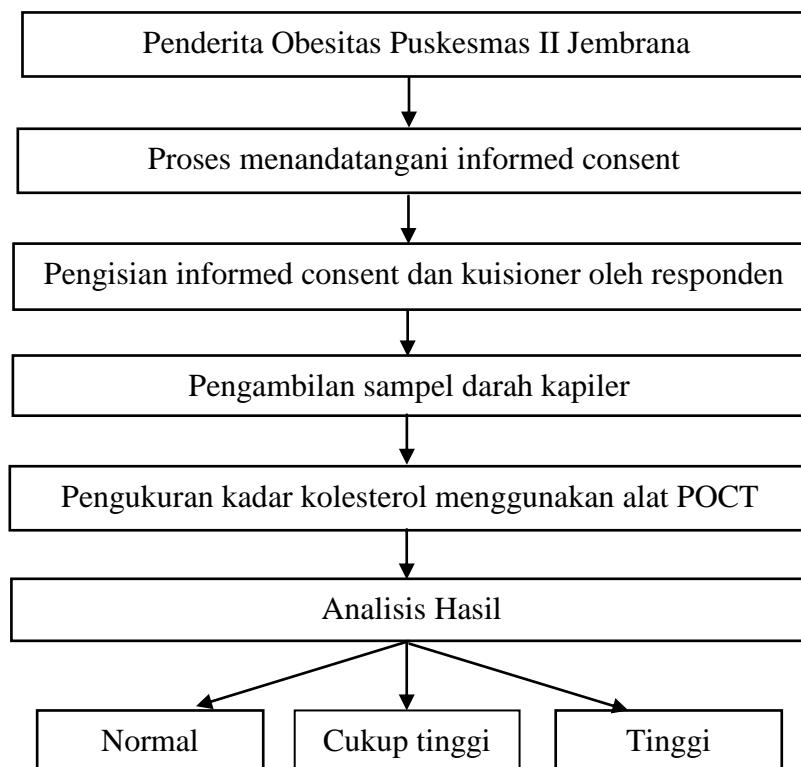 Penderita Obesitas Puskesmas II Jembrana
Proses menandatangani informed consent
Pengisian informed consent dan kuisioner oleh responden
Pengambilan sampel darah kapiler
Pengukuran kadar kolesterol menggunakan alat POCT
Analisis Hasil
Normal
Cukup tinggi
Tinggi